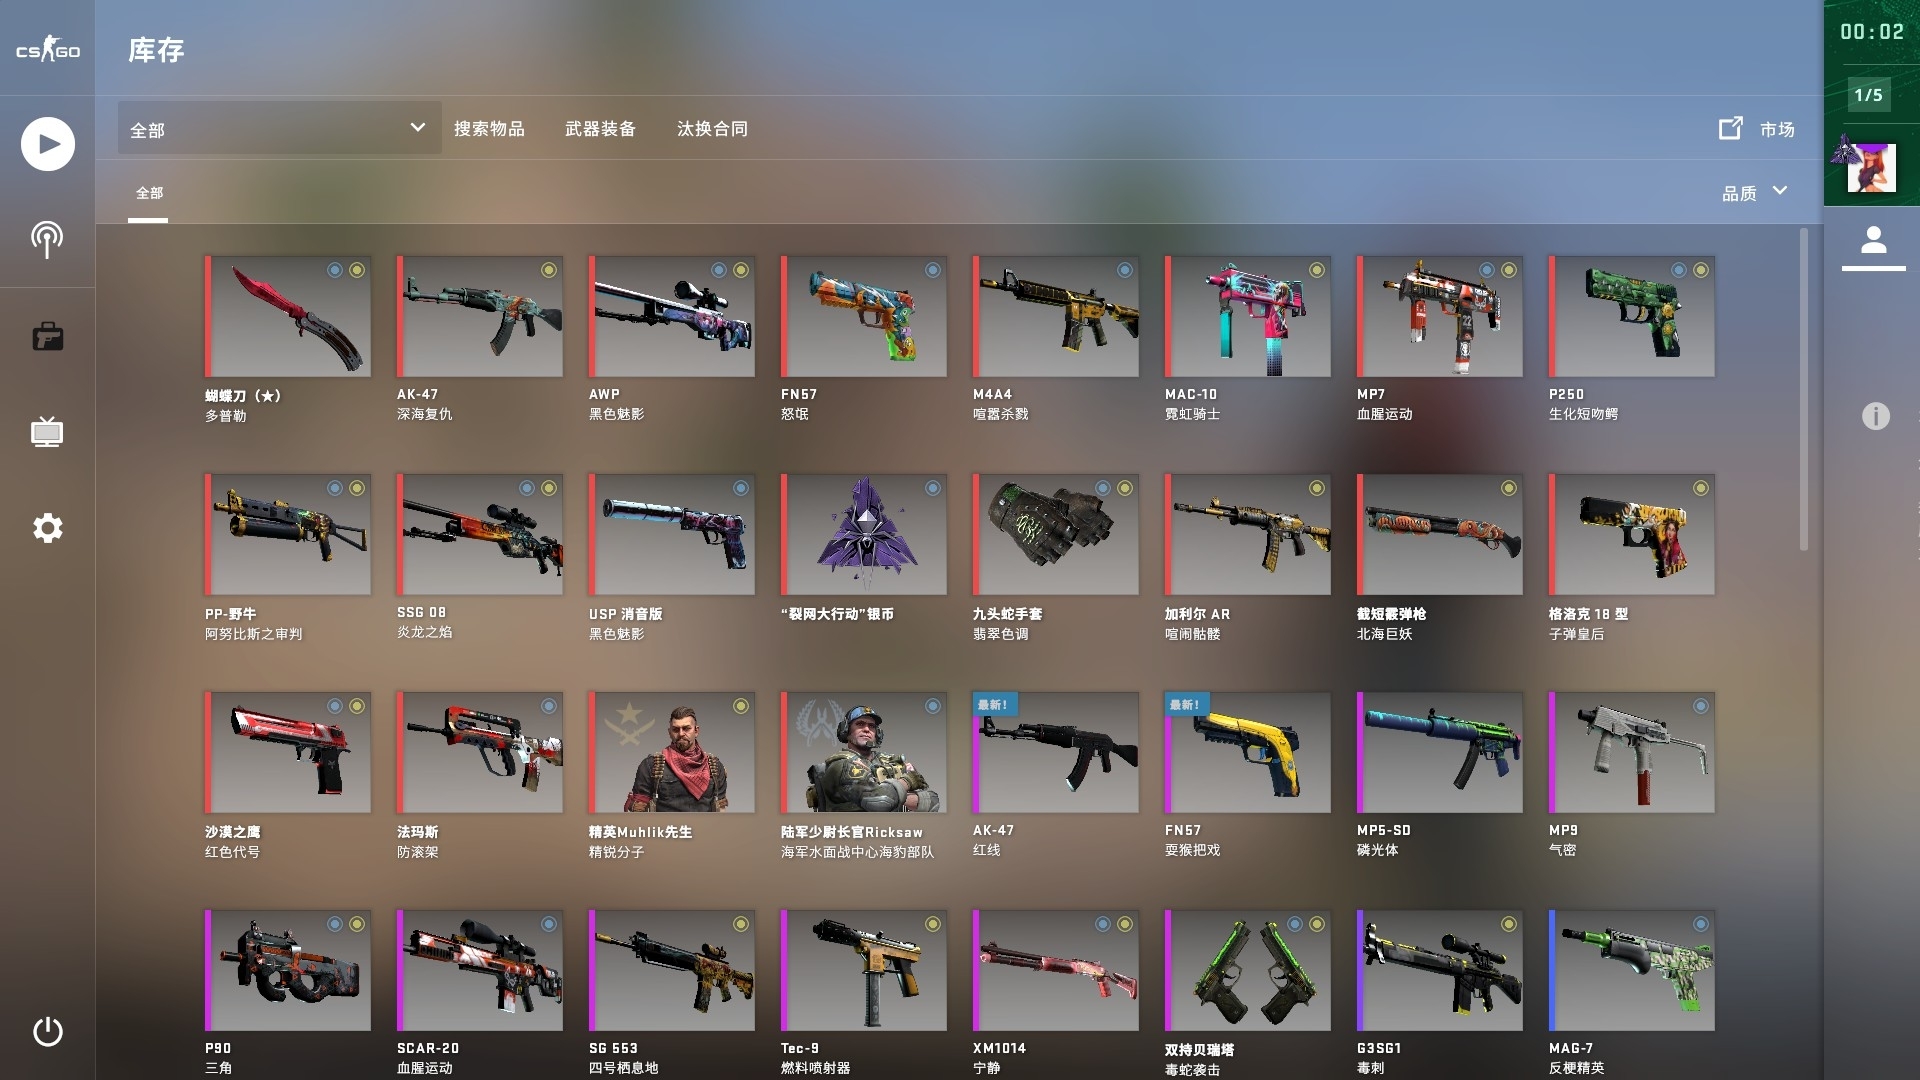 CS GO
库存
00:02
全部
搜索物品
武器装备
汰换合同
市场
1/5
全部
品质
蝴蝶刀（★）
多普勒
AK-47
深海复仇
AWP
黑色魅影
FN57
怒氓
M4A4
喧嚣杀戮
MAC-10
霓虹骑士
MP7
血腥运动
P250
生化短吻鳄
PP-野牛
阿努比斯之审判
SSG 08
炎龙之焰
USP 消音版
黑色魅影
“裂网大行动”银币
九头蛇手套
翡翠色调
加利尔 AR
喧闹骷髅
截短霰弹枪
北海巨妖
格洛克 18 型
子弹皇后
沙漠之鹰
红色代号
法玛斯
防滚架
精英Muhlik先生
精锐分子
陆军少尉长官Ricksaw
海军水面战中心海豹部队
最新！
AK-47
红线
最新！
FN57
耍猴把戏
MP5-SD
磷光体
MP9
气密
P90
三角
SCAR-20
血腥运动
SG 553
四号栖息地
Tec-9
燃料喷射器
XM1014
宁静
双持贝瑞塔
毒蛇袭击
G3SG1
毒刺
MAG-7
反梗精英